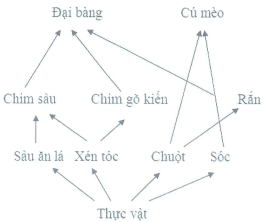 Đại bàng Cú mèo
Chim sâu Chim gõ kiến Rắn
Sâu ăn lá Xén tóc Chuột Sóc
Thực vật